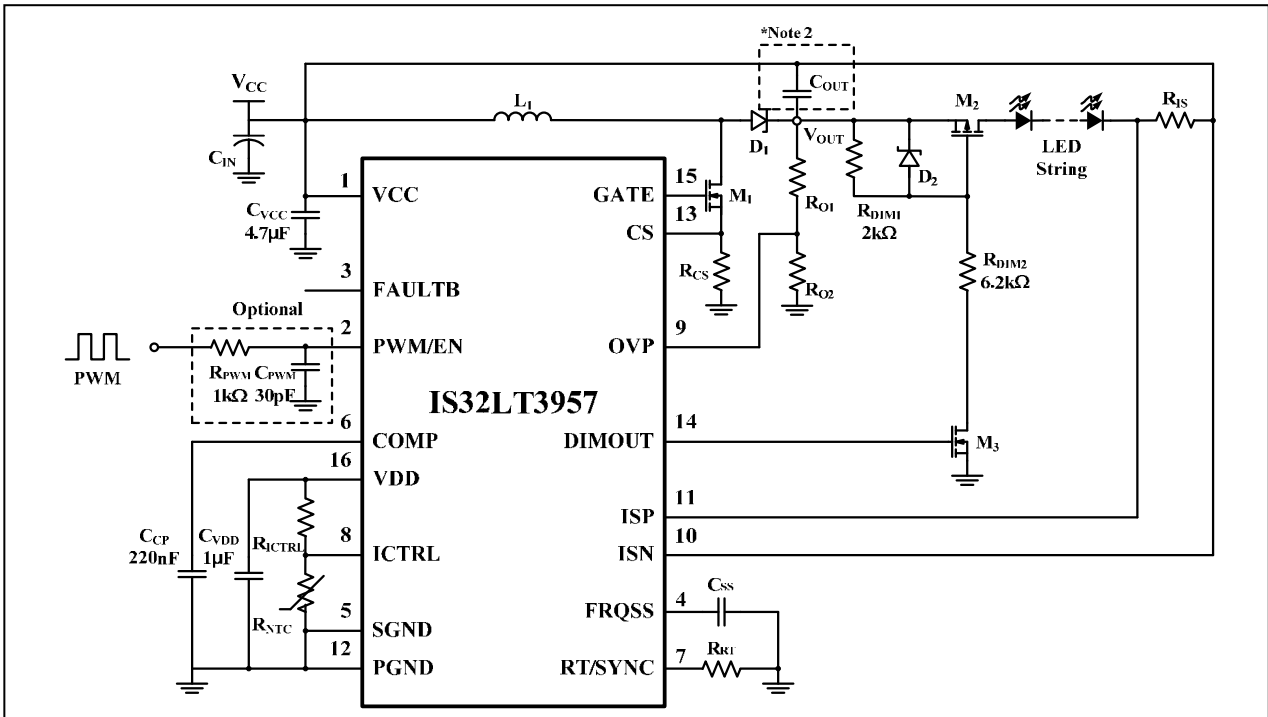 *Note 2
VCC
CIN
L1
COUT
D1
VOUT
M2
LED
String
RIS
D2
RDIM1
2kΩ
RO1
RO2
RDIM2
6.2kΩ
M1
RCS
M3
CVCC
4.7µF
Optional
PWM
RPWM
1kΩ
CPWM
30pF
CCP
220nF
CVDD
1µF
RICTRL
RNTC
IS32LT3957
1 VCC
3 FAULTB
2 PWM/EN
6 COMP
16 VDD
8 ICTRL
5 SGND
12 PGND
15 GATE
13 CS
9 OVP
14 DIMOUT
11 ISP
10 ISN
4 FRQSS
7 RT/SYNC
CSS
RRT